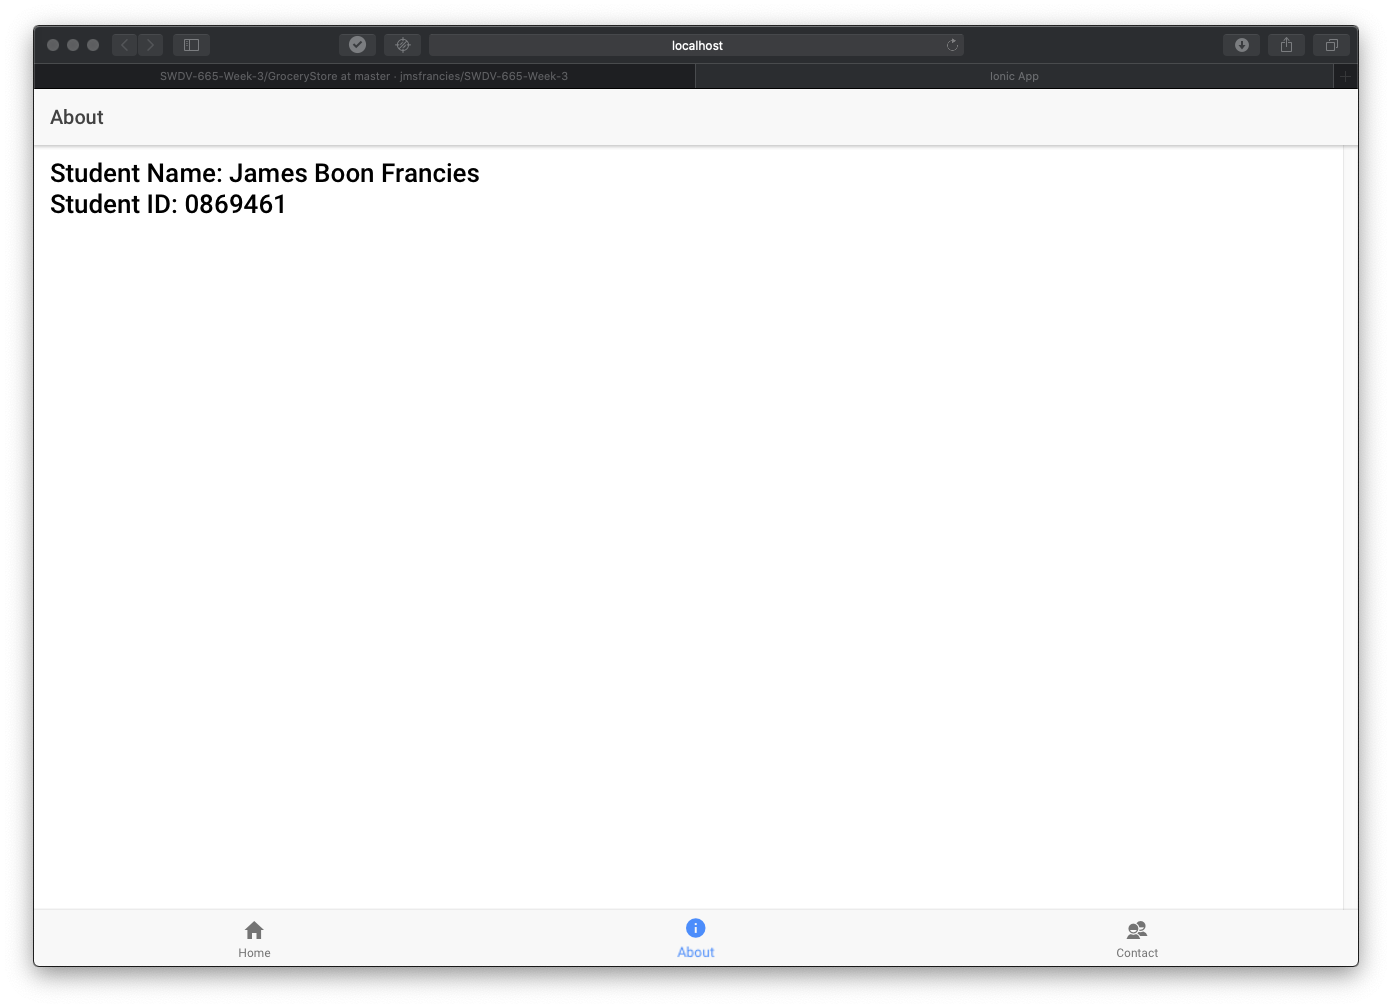 localhost
SWDV-665-Week-3/GroceryStore at master · jmsfrancies/SWDV-665-Week-3
Ionic App
About
Student Name: James Boon Francies
Student ID: 0869461
Home
About
Contact